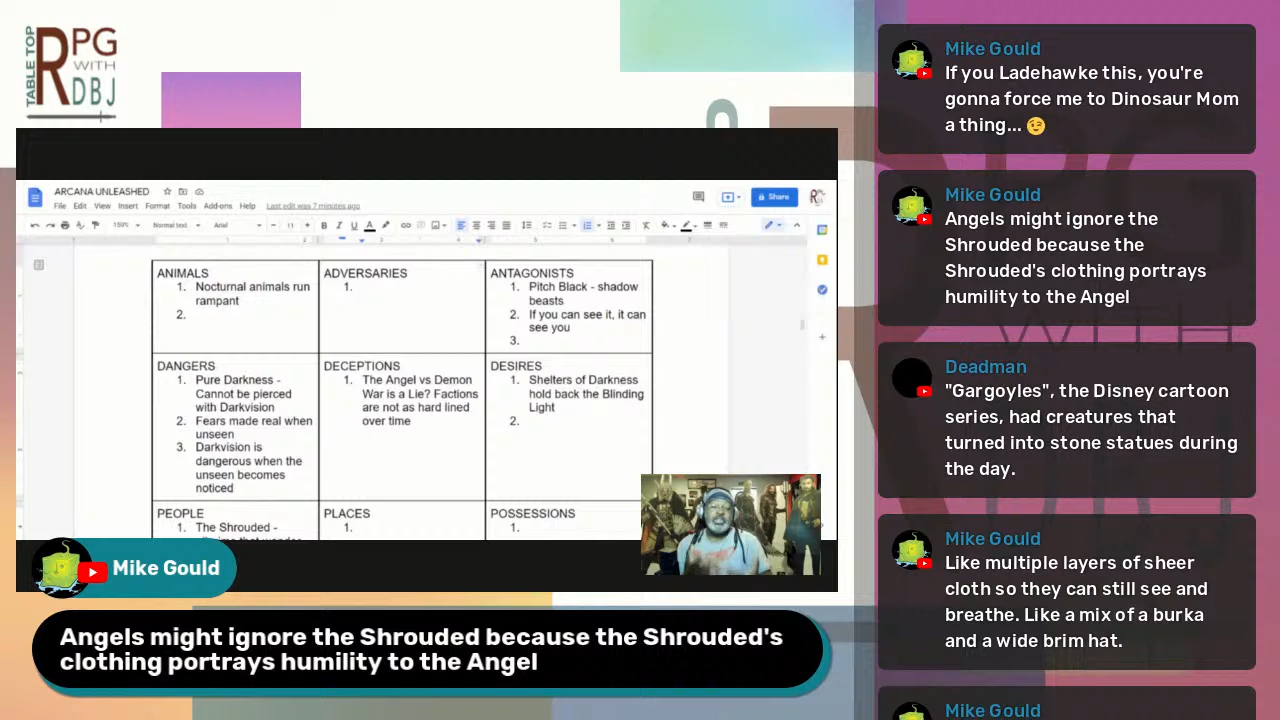 TABLE TOP
RPG
WITH
RDBJ
ARCANA UNLEASHED
File Edit View Insert Format Tools Add-ons Help Last edit was 7 minutes ago
Share
150% Normal text Arial 11
ANIMALS
1. Nocturnal animals run
rampant
2.
ADVERSARIES
1.
ANTAGONISTS
1. Pitch Black - shadow
beasts
2. If you can see it, it can
see you
3.
DANGERS
1. Pure Darkness -
Cannot be pierced
with Darkvision
2. Fears made real when
unseen
3. Darkvision is
dangerous when the
unseen becomes
noticed
DECEPTIONS
1. The Angel vs Demon
War is a Lie? Factions
are not as hard lined
over time
DESIRES
1. Shelters of Darkness
hold back the Blinding
Light
2.
PEOPLE
1. The Shrouded -
PLACES
1.
POSSESSIONS
1.
Mike Gould
Angels might ignore the Shrouded because the Shrouded's
clothing portrays humility to the Angel
Mike Gould
If you Ladehawke this, you're
gonna force me to Dinosaur Mom
a thing... 😉
Mike Gould
Angels might ignore the
Shrouded because the
Shrouded's clothing portrays
humility to the Angel
Deadman
"Gargoyles", the Disney cartoon
series, had creatures that
turned into stone statues during
the day.
Mike Gould
Like multiple layers of sheer
cloth so they can still see and
breathe. Like a mix of a burka
and a wide brim hat.
Mike Gould